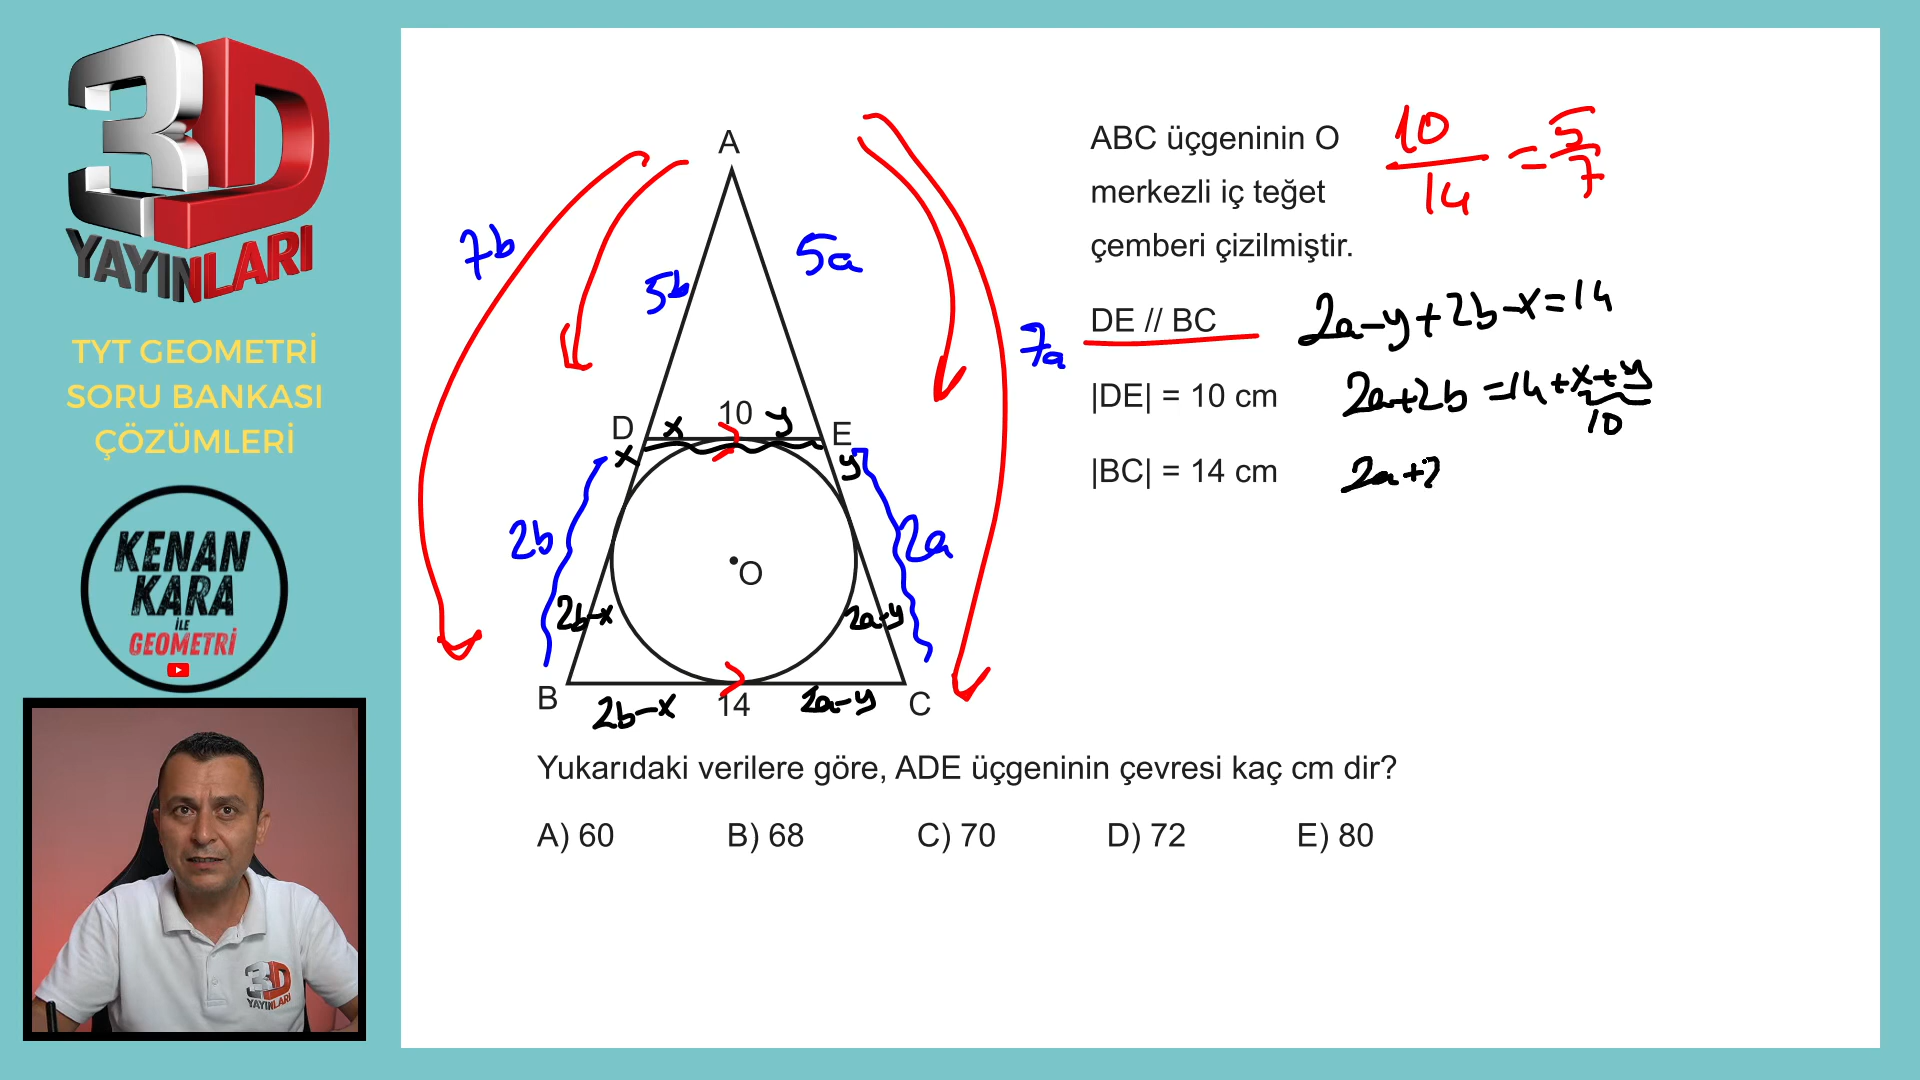 3D
YAYINLARI
TYT GEOMETRİ
SORU BANKASI
ÇÖZÜMLERİ
KENAN
KARA
İLE
GEOMETRİ
3D
YAYINLARI
A
7b
5b
5a
7a
D
x
10
y
E
x
y
2b
2a
O
2b-x
2a-y
B
2b-x
14
2a-y
C
ABC üçgeninin O
merkezli iç teğet
çemberi çizilmiştir.
10/14 = 5/7
DE // BC
2a-y+2b-x=14
|DE| = 10 cm
2a+2b =14+x+y
10
|BC| = 14 cm
2a+
Yukarıdaki verilere göre, ADE üçgeninin çevresi kaç cm dir?
A) 60 B) 68 C) 70 D) 72 E) 80